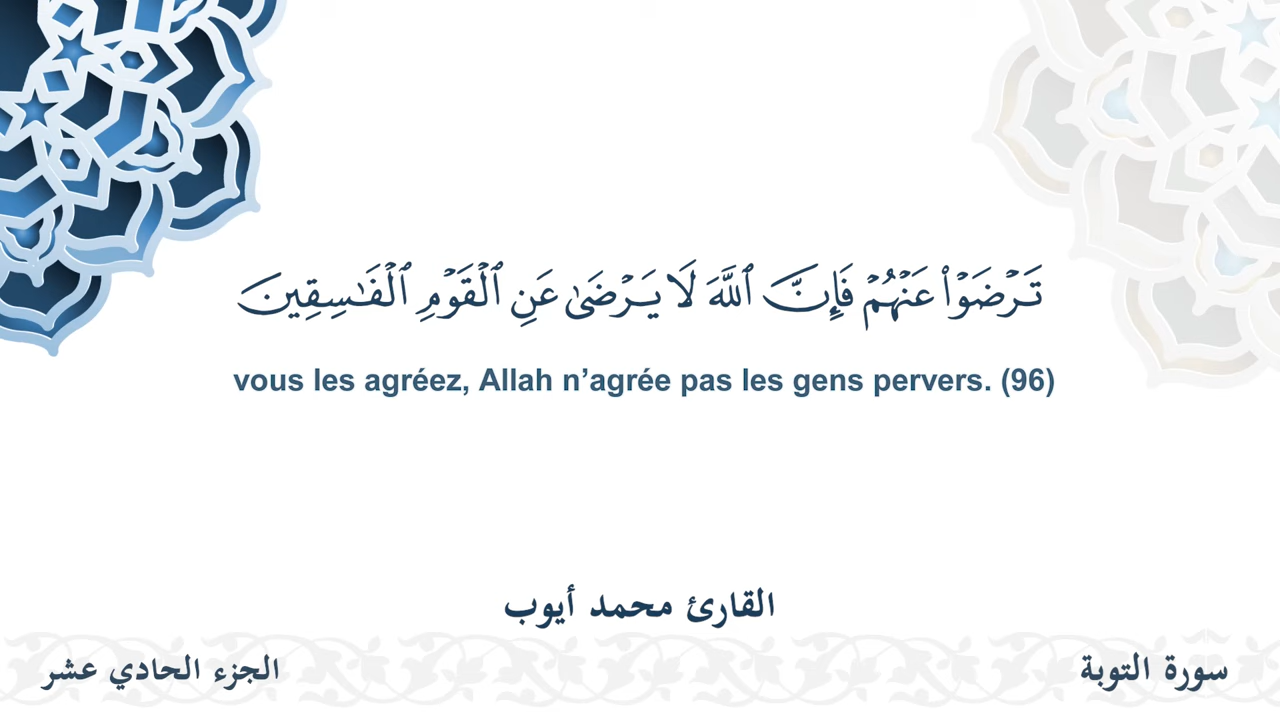 تَرْضَوْا۟ عَنْهُمْ فَإِنَّ ٱللَّهَ لَا يَرْضَىٰ عَنِ ٱلْقَوْمِ ٱلْفَـٰسِقِينَ
vous les agréez, Allah n’agrée pas les gens pervers. (96)
القارئ محمد أيوب
سورة التوبة
الجزء الحادي عشر